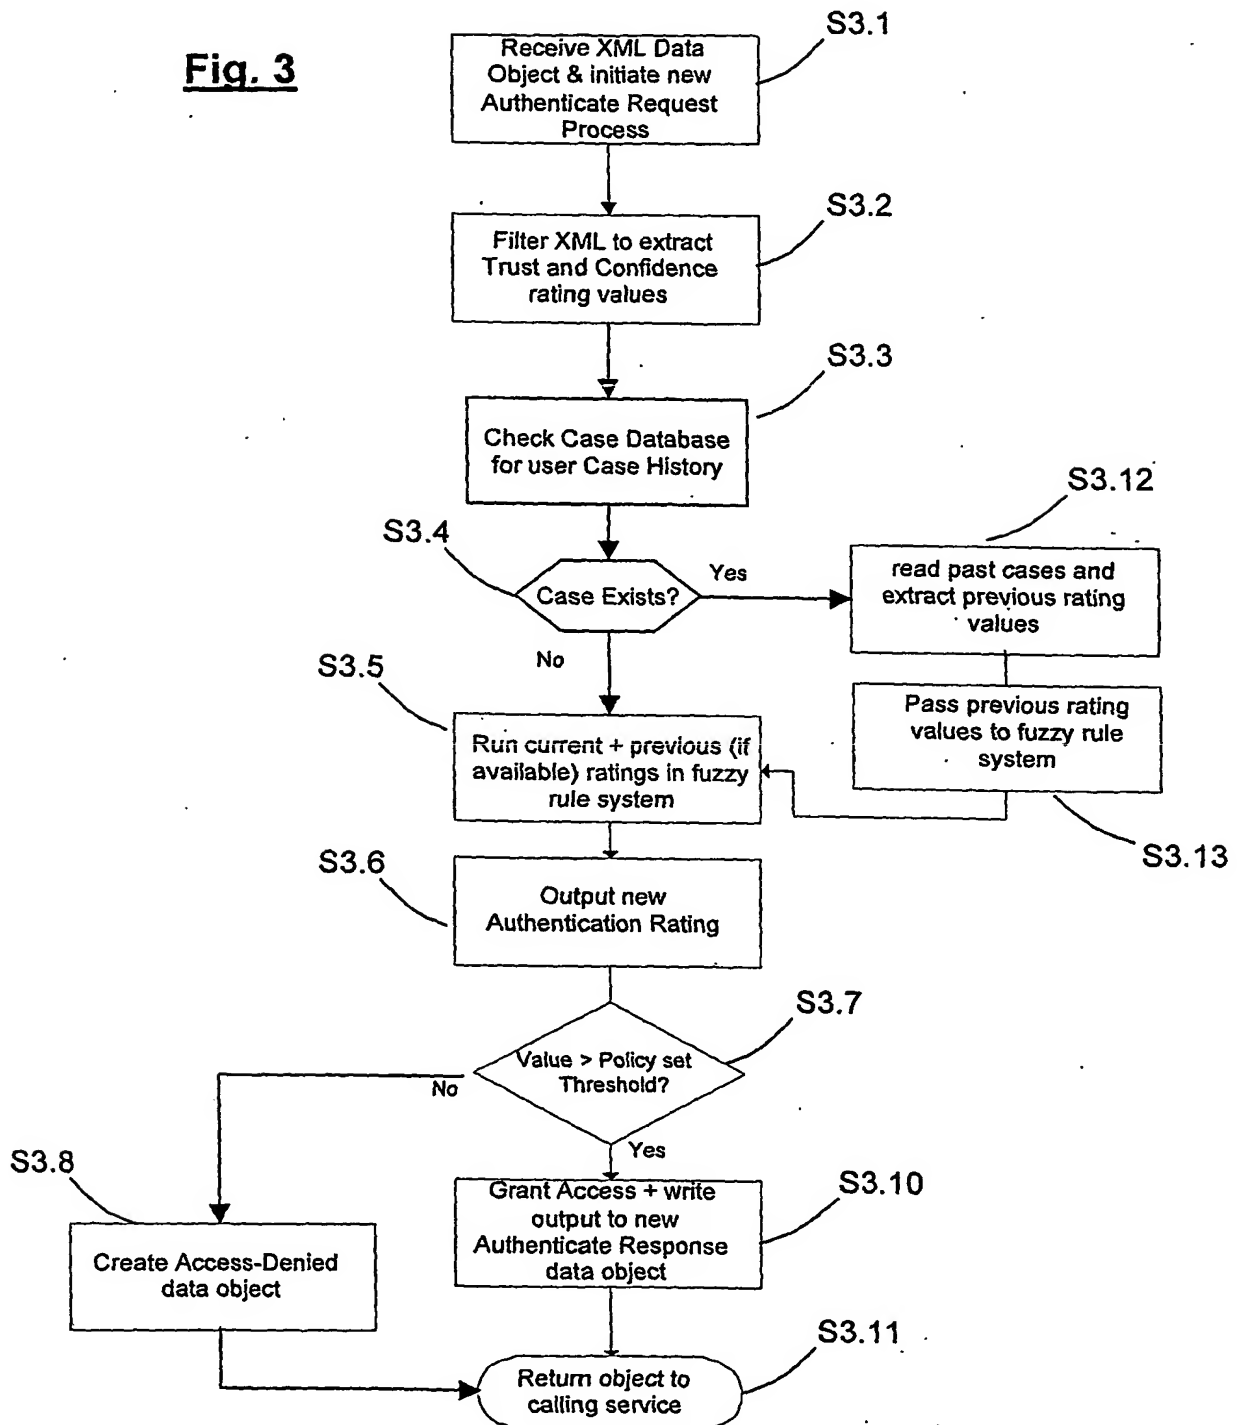 Fig. 3
S3.1
Receive XML Data
Object & initiate new
Authenticate Request
Process
S3.2
Filter XML to extract
Trust and Confidence
rating values
S3.3
Check Case Database
for user Case History
S3.4
Case Exists?
Yes
No
S3.12
read past cases and
extract previous rating
values
Pass previous rating
values to fuzzy rule
system
S3.13
S3.5
Run current + previous (if
available) ratings in fuzzy
rule system
S3.6
Output new
Authentication Rating
S3.7
Value > Policy set
Threshold?
No
Yes
S3.8
Create Access-Denied
data object
S3.10
Grant Access + write
output to new
Authenticate Response
data object
S3.11
Return object to
calling service